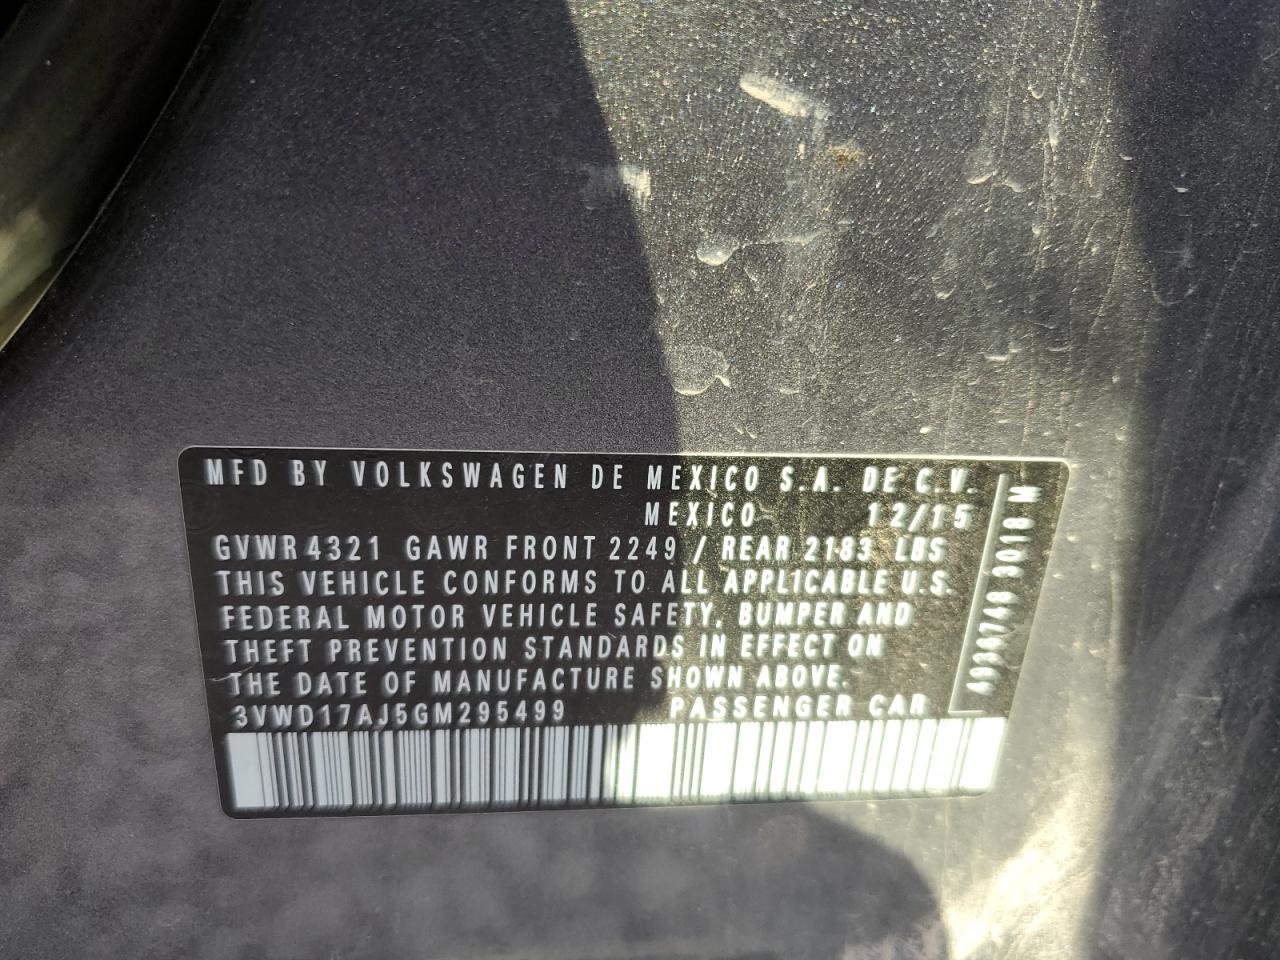 MFD BY VOLKSWAGEN DE MEXICO S.A. DE C.V.
MEXICO 12/15
GVWR 4321 GAWR FRONT 2249 / REAR 2183 LBS
THIS VEHICLE CONFORMS TO ALL APPLICABLE U.S.
FEDERAL MOTOR VEHICLE SAFETY, BUMPER AND
THEFT PREVENTION STANDARDS IN EFFECT ON
THE DATE OF MANUFACTURE SHOWN ABOVE.
3VWD17AJ5GM295499 PASSENGER CAR